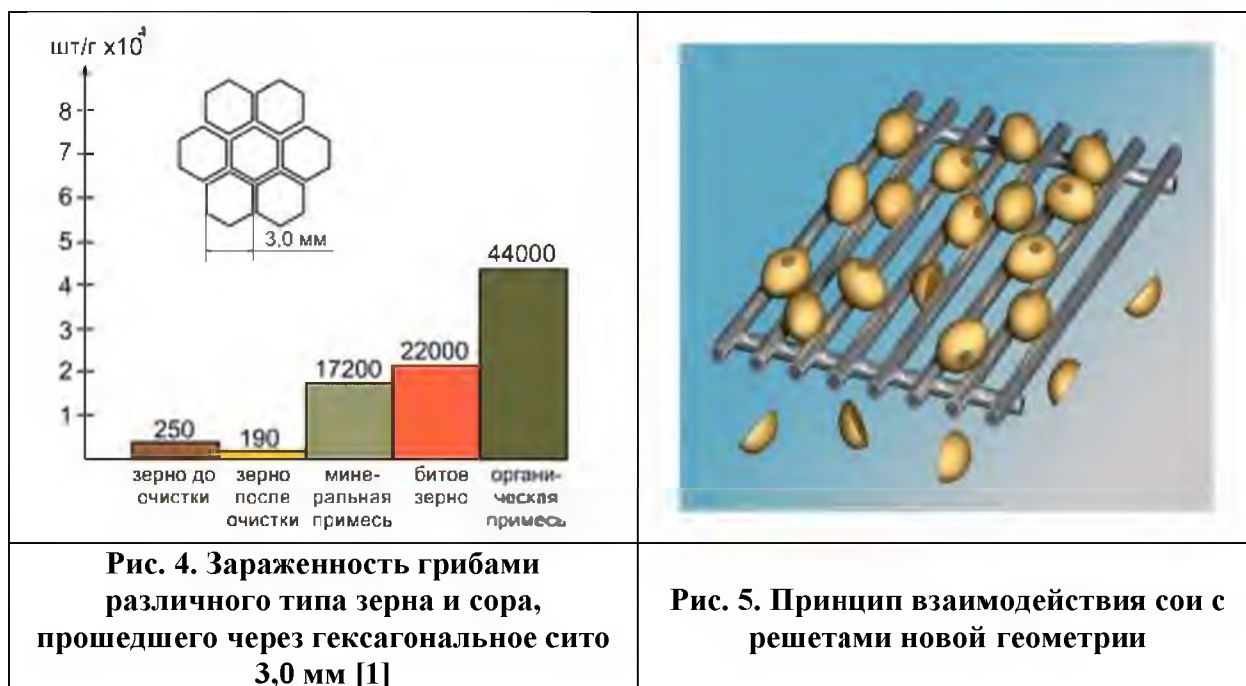 шт/г х10⁴
8
7
6
5
4
3
2
1
3,0 мм
250
190
17200
22000
44000
зерно до
очистки
зерно
после
очистки
мине-
ральная
примесь
битое
зерно
органи-
ческая
примесь
Рис. 4. Зараженность грибами
различного типа зерна и сора,
прошедшего через гексагональное сито
3,0 мм [1]
Рис. 5. Принцип взаимодействия сои с
решетами новой геометрии